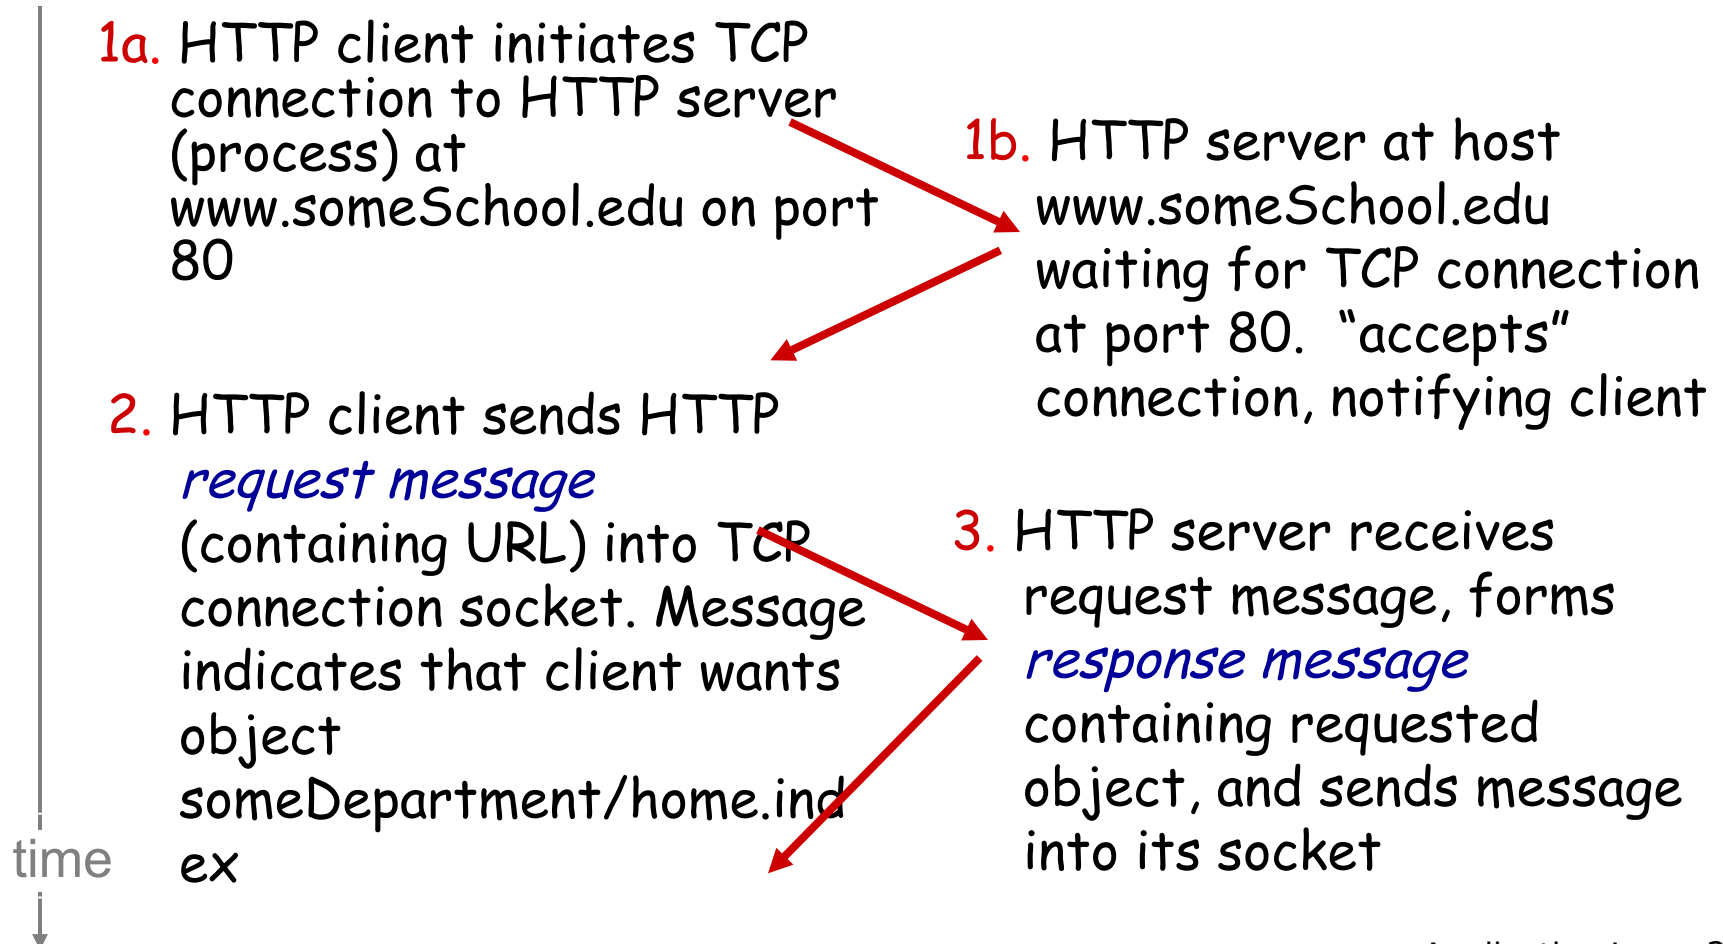 1a. HTTP client initiates TCP
connection to HTTP server
(process) at
www.someSchool.edu on port
80
1b. HTTP server at host
www.someSchool.edu
waiting for TCP connection
at port 80. “accepts”
connection, notifying client
2. HTTP client sends HTTP
request message
(containing URL) into TCP
connection socket. Message
indicates that client wants
object
someDepartment/home.ind
ex
3. HTTP server receives
request message, forms
response message
containing requested
object, and sends message
into its socket
time